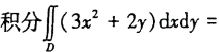 积分∬_D (3x² + 2y) dxdy =